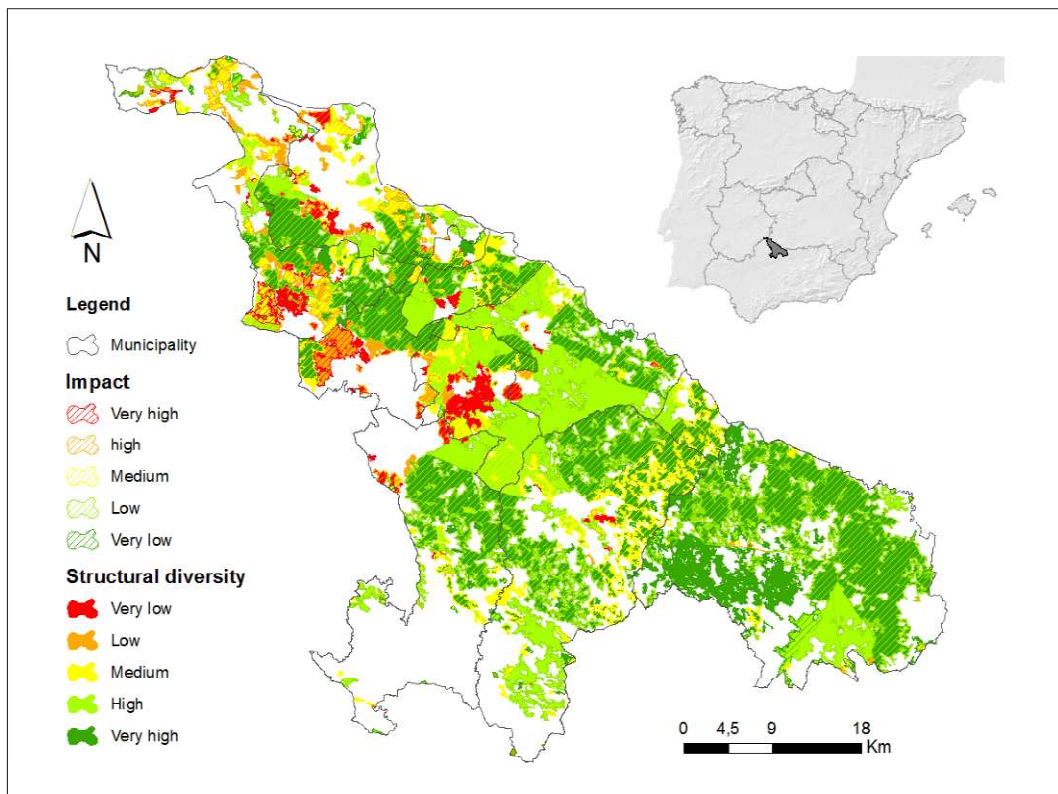 N
Legend
Municipality
Impact
Very high
high
Medium
Low
Very low
Structural diversity
Very low
Low
Medium
High
Very high
0 4,5 9 18
Km